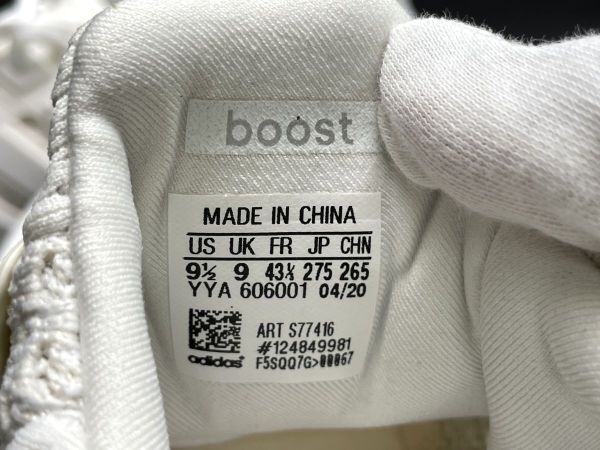 boost
MADE IN CHINA
US UK FR JP CHN
9½ 9 43⅓ 275 265
YYA 606001 04/20
ART S77416
#124849981
adidas F5SQQ7G>00067